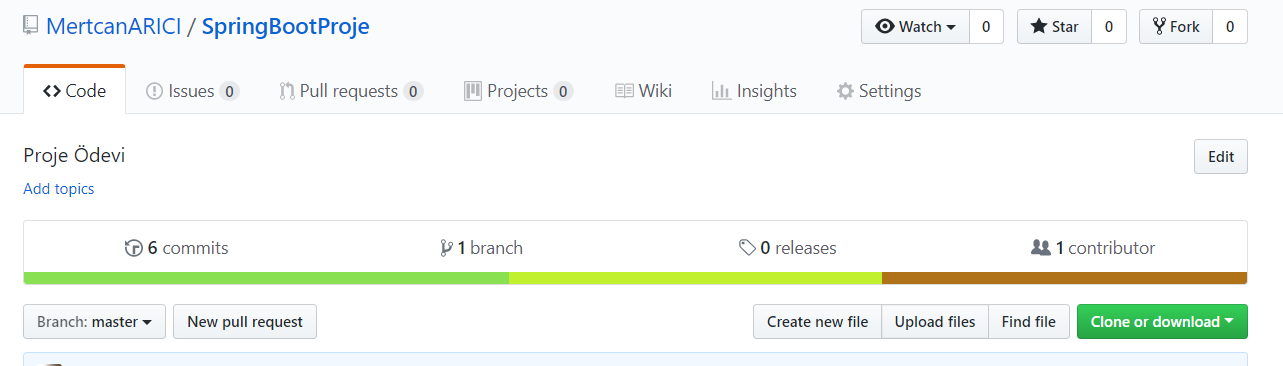 MertcanARICI / SpringBootProje
Watch 0 Star 0 Fork 0
Code Issues 0 Pull requests 0 Projects 0 Wiki Insights Settings
Proje Ödevi
Edit
Add topics
6 commits 1 branch 0 releases 1 contributor
Branch: master New pull request Create new file Upload files Find file Clone or download